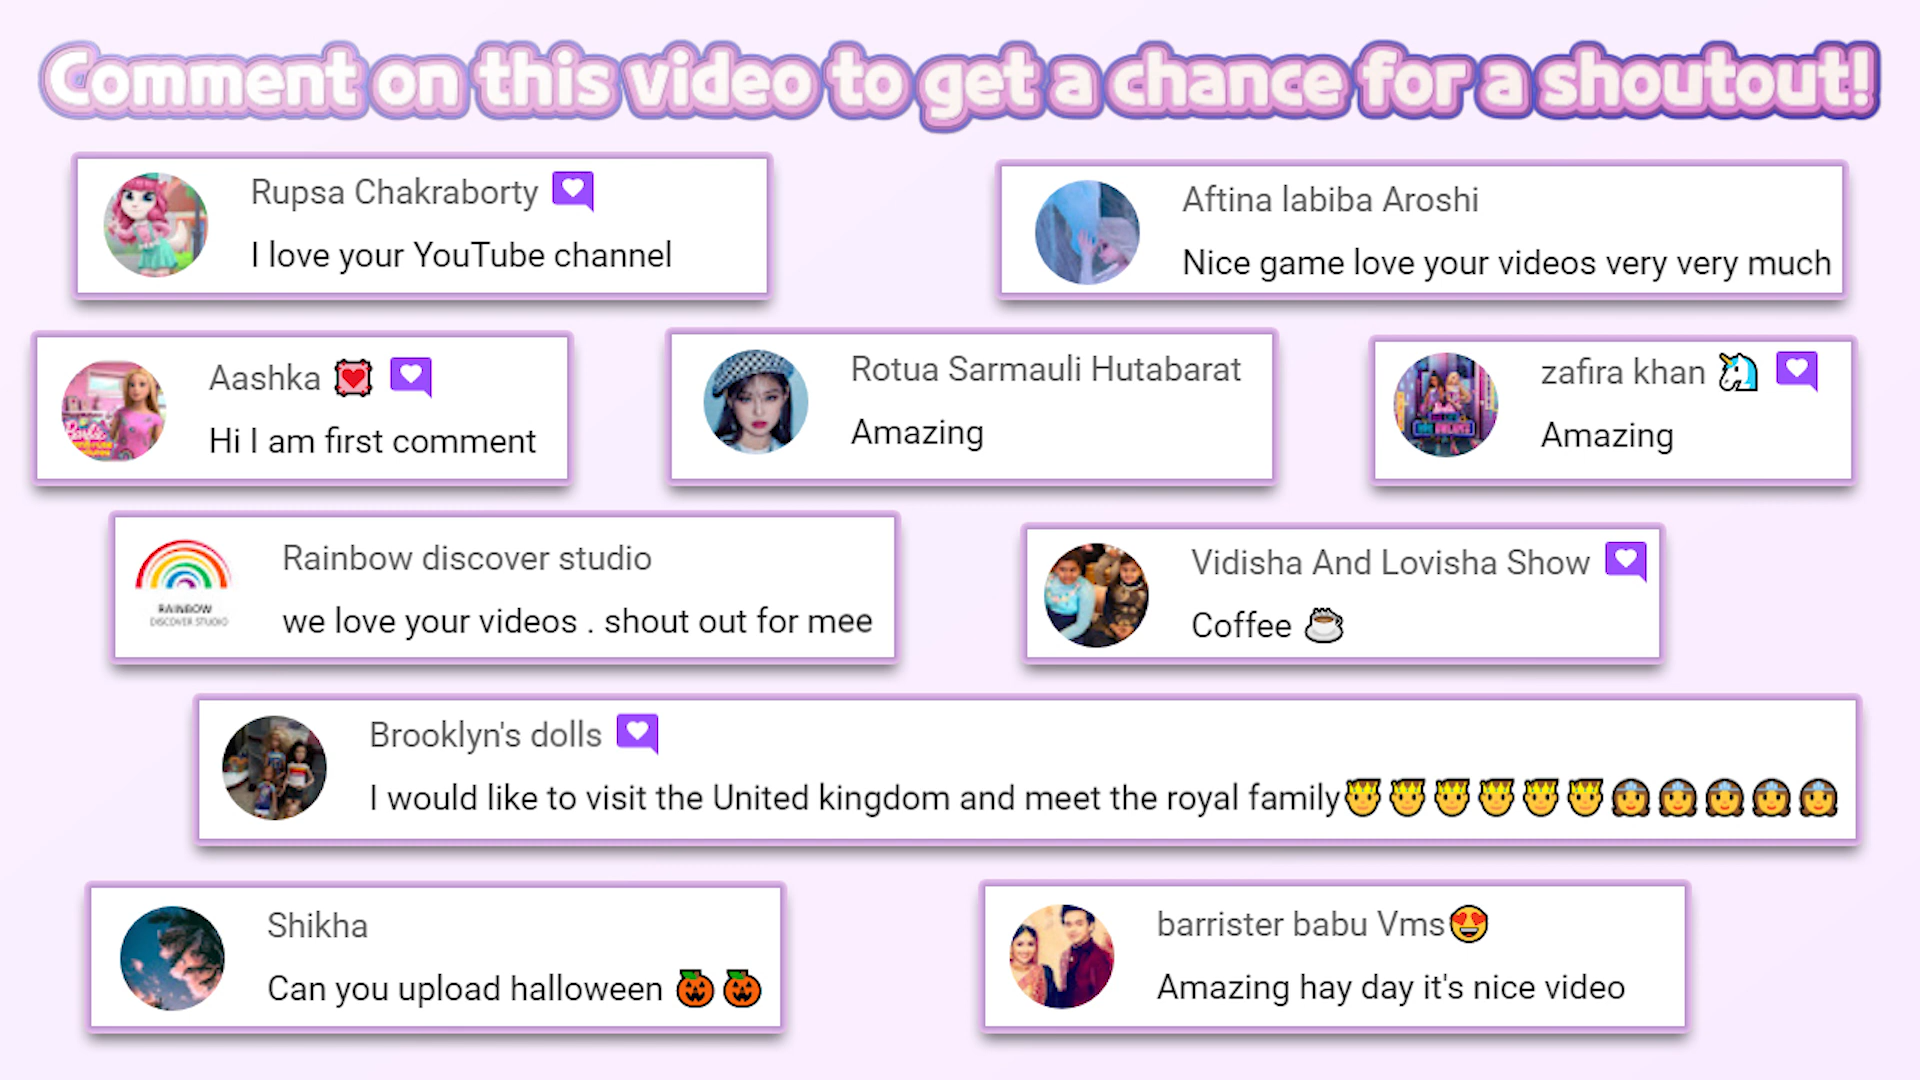 Comment on this video to get a chance for a shoutout!
Rupsa Chakraborty
I love your YouTube channel
Aftina labiba Aroshi
Nice game love your videos very very much
Aashka 💟
Hi I am first comment
Rotua Sarmauli Hutabarat
Amazing
zafira khan 🦄
Amazing
Rainbow discover studio
we love your videos . shout out for mee
RAINBOW
DISCOVER STUDIO
Vidisha And Lovisha Show
Coffee ☕
Brooklyn's dolls
I would like to visit the United kingdom and meet the royal family🤴🤴🤴🤴🤴🤴👸👸👸👸👸
Shikha
Can you upload halloween 🎃🎃
barrister babu Vms😍
Amazing hay day it's nice video